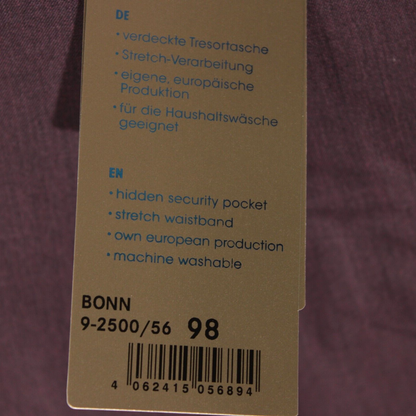 DE
• verdeckte Tresortasche
• Stretch-Verarbeitung
• eigene, europäische
Produktion
• für die Haushaltswäsche
geeignet
EN
• hidden security pocket
• stretch waistband
• own european production
• machine washable
BONN
9-2500/56 98
4 062415 056894